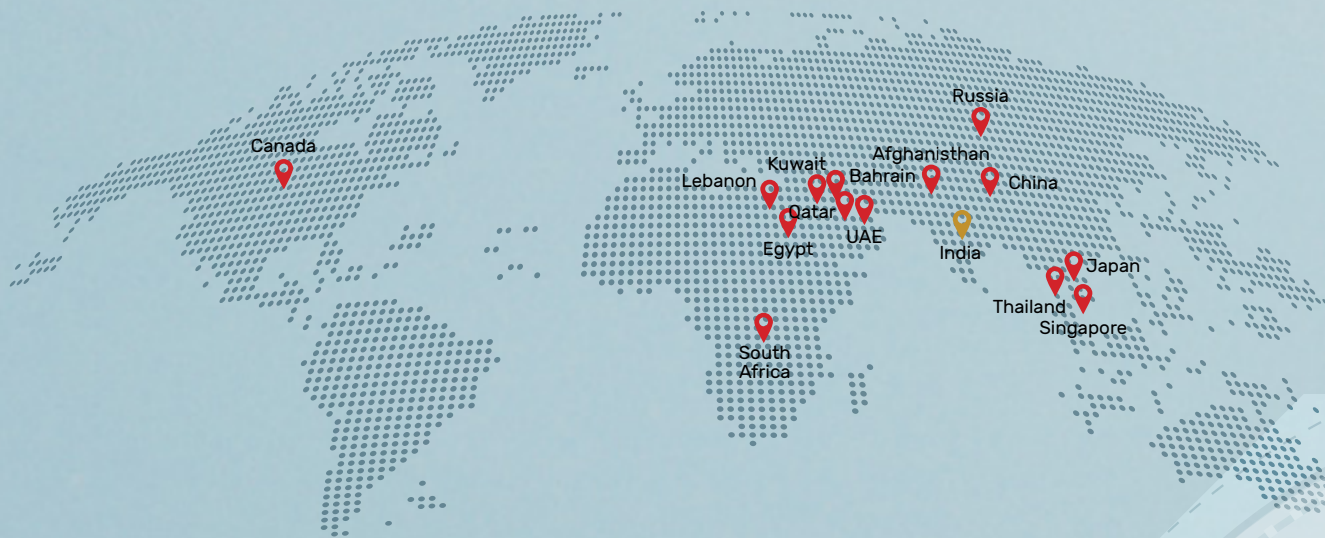 Russia
Canada
Kuwait
Afghanisthan
Lebanon
Bahrain
China
Qatar
UAE
Egypt
India
Japan
Thailand
Singapore
South
Africa